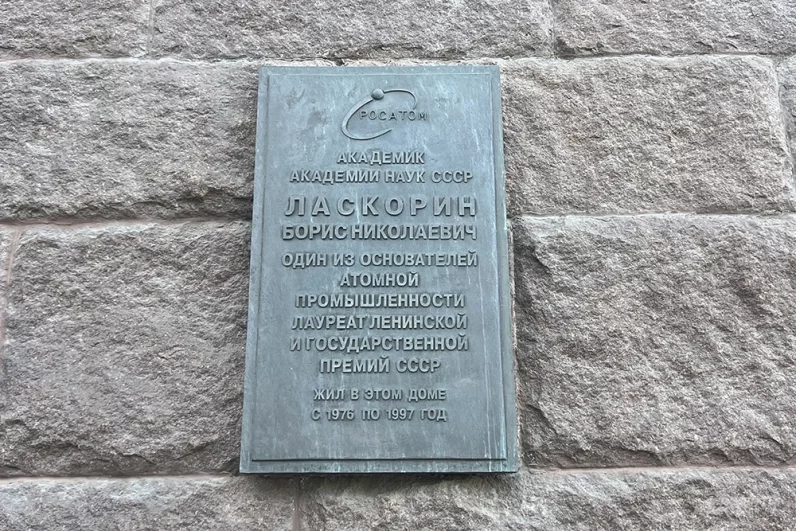 РОСАТОМ
АКАДЕМИК
АКАДЕМИИ НАУК СССР
ЛАСКОРИН
БОРИС НИКОЛАЕВИЧ
ОДИН ИЗ ОСНОВАТЕЛЕЙ
АТОМНОЙ
ПРОМЫШЛЕННОСТИ
ЛАУРЕАТ ЛЕНИНСКОЙ
И ГОСУДАРСТВЕННОЙ
ПРЕМИЙ СССР
ЖИЛ В ЭТОМ ДОМЕ
С 1976 ПО 1997 ГОД